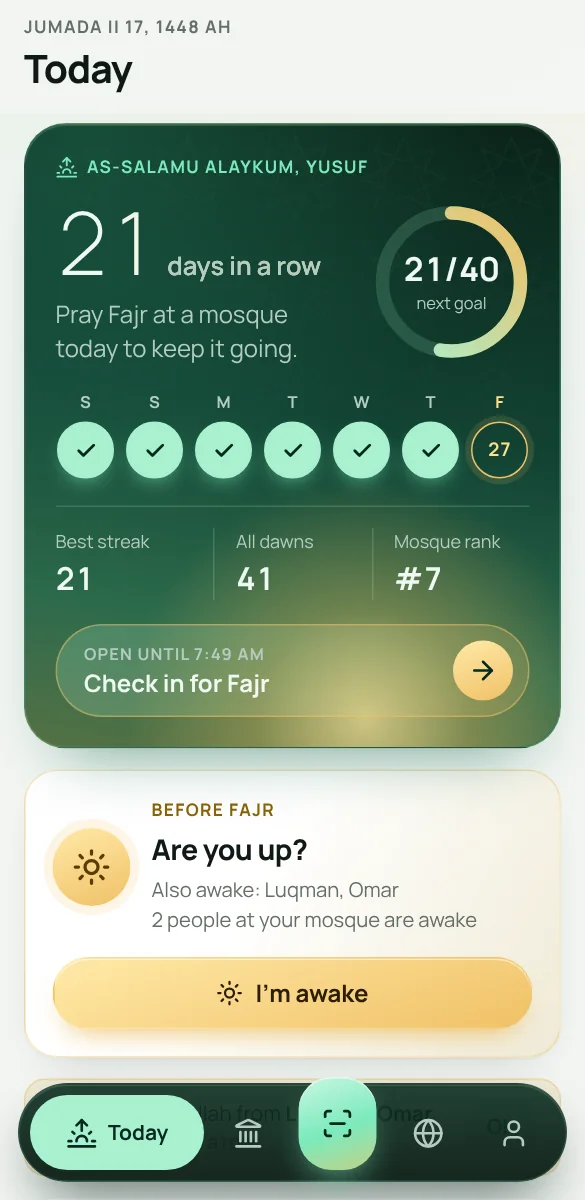 JUMADA II 17, 1448 AH
Today
AS-SALAMU ALAYKUM, YUSUF
21 days in a row
21/40
next goal
Pray Fajr at a mosque
today to keep it going.
S S M T W T F
27
Best streak All dawns Mosque rank
21 41 #7
OPEN UNTIL 7:49 AM
Check in for Fajr
BEFORE FAJR
Are you up?
Also awake: Luqman, Omar
2 people at your mosque are awake
I'm awake
Today